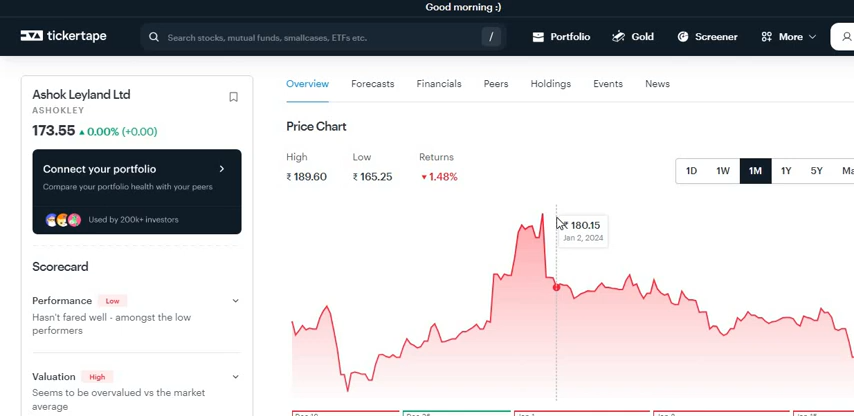 Good morning :)
tickertape
Search stocks, mutual funds, smallcases, ETFs etc.
/
Portfolio
Gold
Screener
More
Ashok Leyland Ltd
ASHOKLEY
173.55 ▲ 0.00% (+0.00)
Connect your portfolio
Compare your portfolio health with your peers
Used by 200k+ investors
Scorecard
Performance Low
Hasn't fared well - amongst the low
performers
Valuation High
Seems to be overvalued vs the market
average
Overview Forecasts Financials Peers Holdings Events News
Price Chart
High Low Returns
₹ 189.60 ₹ 165.25 ▼ 1.48%
1D 1W 1M 1Y 5Y
₹ 180.15
Jan 2, 2024